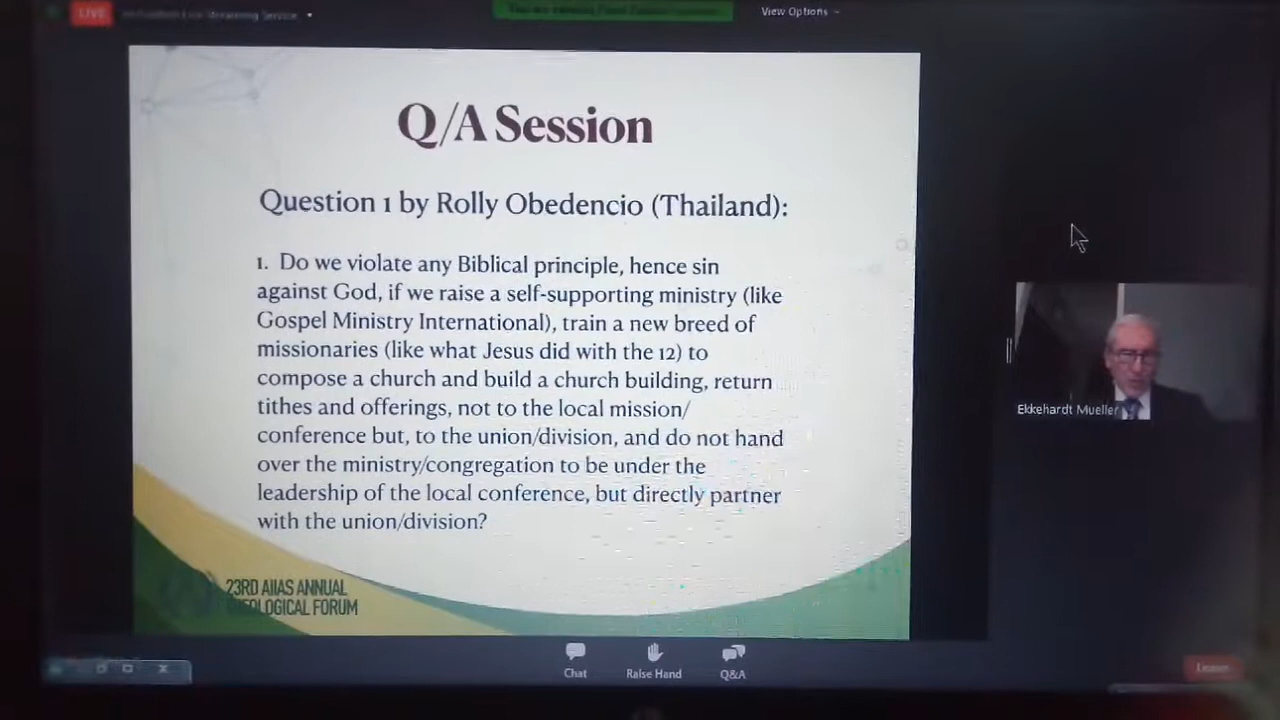 LIVE
Live Streaming Service
View Options
Q/A Session
Question 1 by Rolly Obedencio (Thailand):
1. Do we violate any Biblical principle, hence sin
against God, if we raise a self-supporting ministry (like
Gospel Ministry International), train a new breed of
missionaries (like what Jesus did with the 12) to
compose a church and build a church building, return
tithes and offerings, not to the local mission/
conference but, to the union/division, and do not hand
over the ministry/congregation to be under the
leadership of the local conference, but directly partner
with the union/division?
Ekkehardt Mueller
23RD AIIAS ANNUAL
THEOLOGICAL FORUM
Chat
Raise Hand
Q&A
Leave